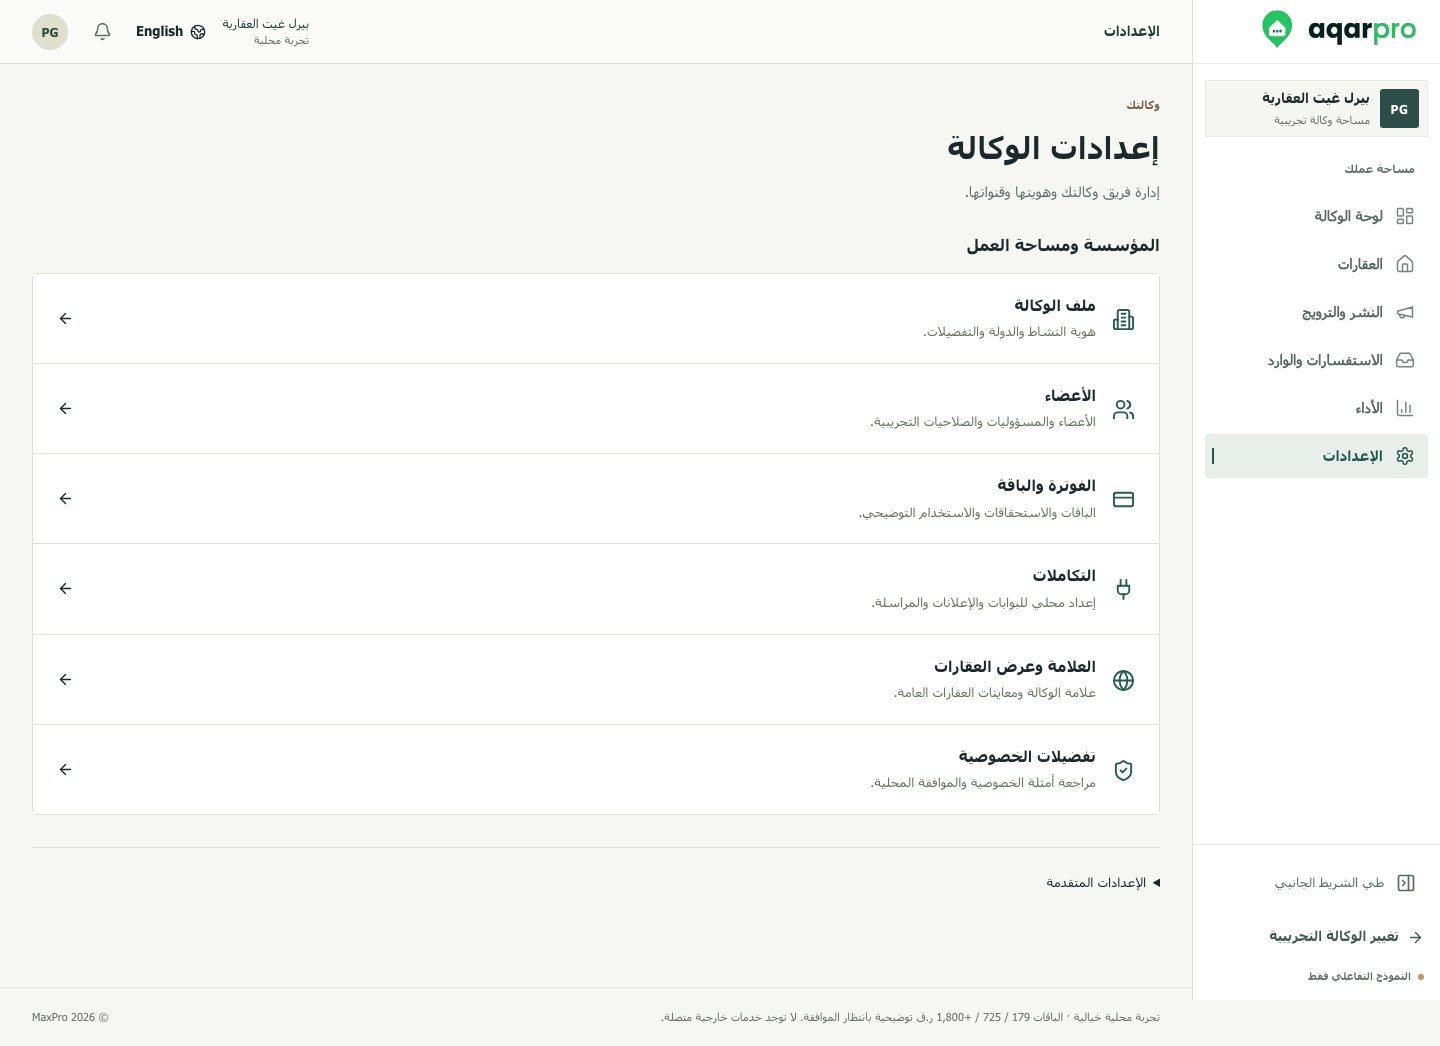 aqarpro
PG
بيرل غيت العقارية
مساحة وكالة تجريبية
مساحة عملك
لوحة الوكالة
العقارات
النشر والترويج
الاستفسارات والوارد
الأداء
الإعدادات
طي الشريط الجانبي
تغيير الوكالة التجريبية
النموذج التفاعلي فقط
الإعدادات
بيرل غيت العقارية
تجربة محلية
English
PG
وكالتك
إعدادات الوكالة
إدارة فريق وكالتك وهويتها وقنواتها.
المؤسسة ومساحة العمل
ملف الوكالة
هوية النشاط والدولة والتفضيلات.
الأعضاء
الأعضاء والمسؤوليات والصلاحيات التجريبية.
الفوترة والباقة
الباقات والاستحقاقات والاستخدام التوضيحي.
التكاملات
إعداد محلي للبوابات والإعلانات والمراسلة.
العلامة وعرض العقارات
علامة الوكالة ومعاينات العقارات العامة.
تفضيلات الخصوصية
مراجعة أمثلة الخصوصية والموافقة المحلية.
الإعدادات المتقدمة
تجربة محلية خيالية · الباقات 179 / 725 / +1,800 ر.ق توضيحية بانتظار الموافقة. لا توجد خدمات خارجية متصلة.
© 2026 MaxPro